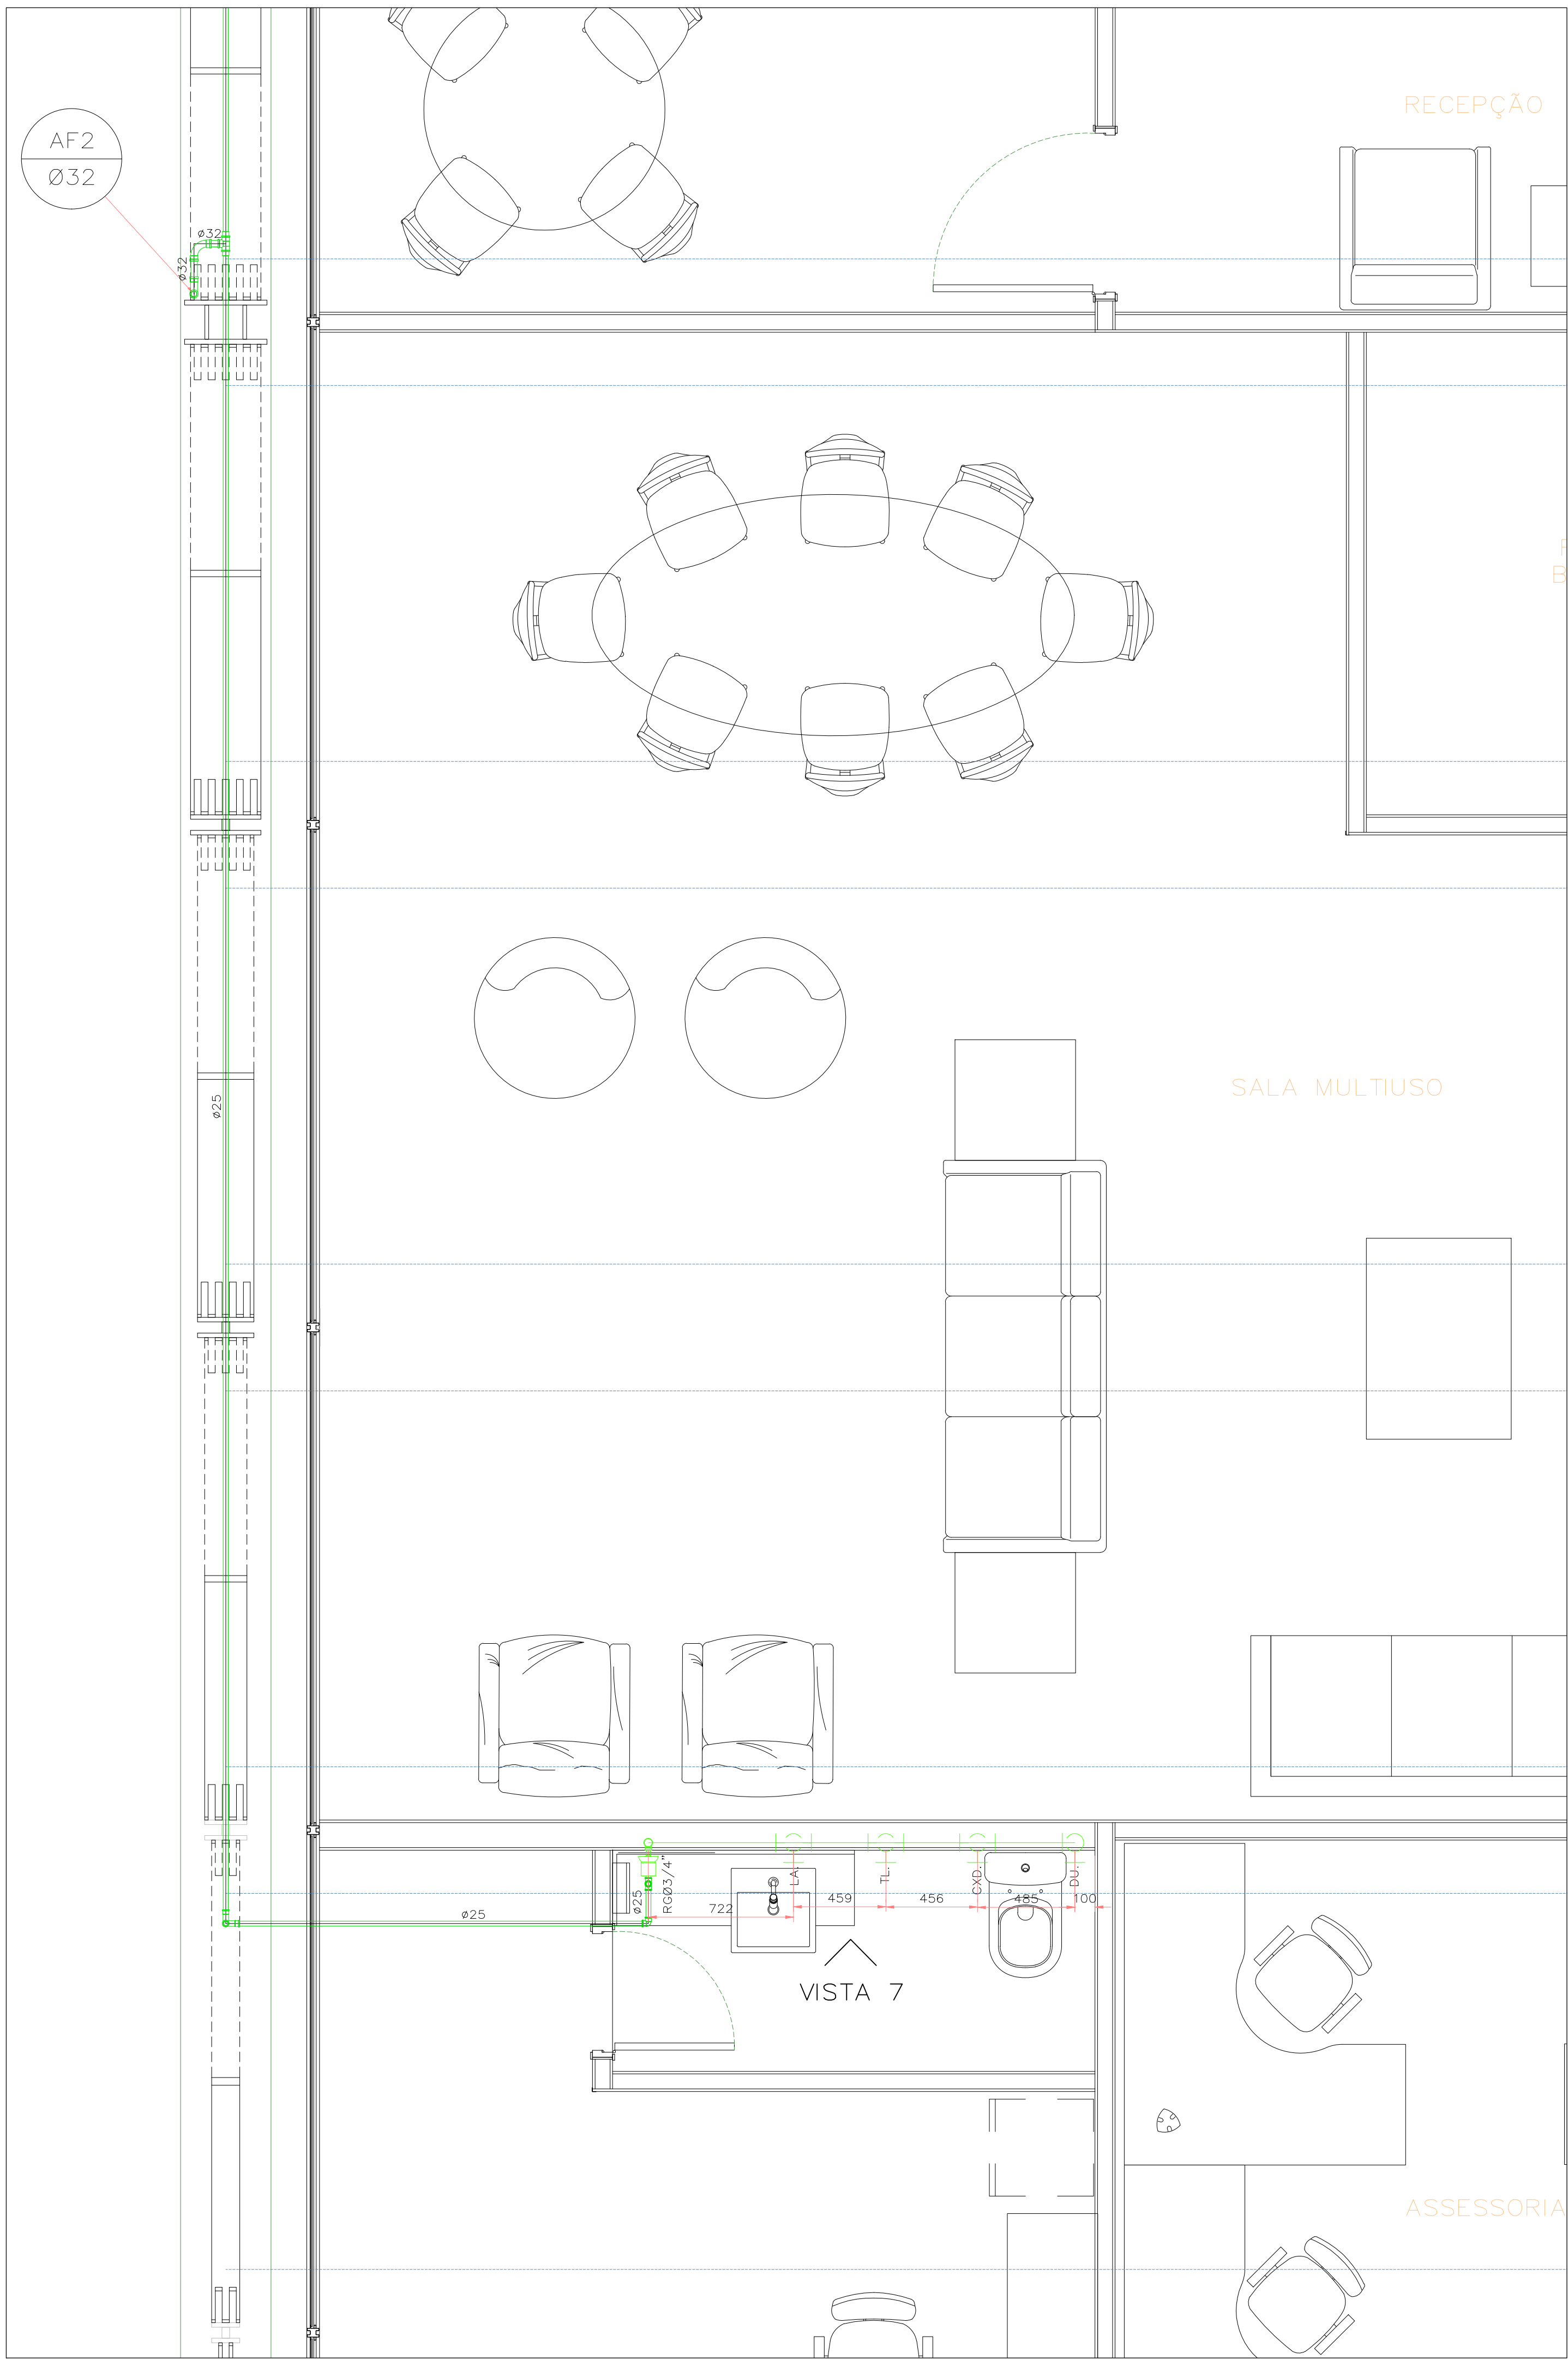 RECEPÇÃO
AF2
Ø32
ø32
ø32
B
SALA MULTIUSO
ø25
ø25
ø25
RGØ3/4"
722
LA.
459
TL.
456
CXD.
485
DU.
100
VISTA 7
ASSESSORIA